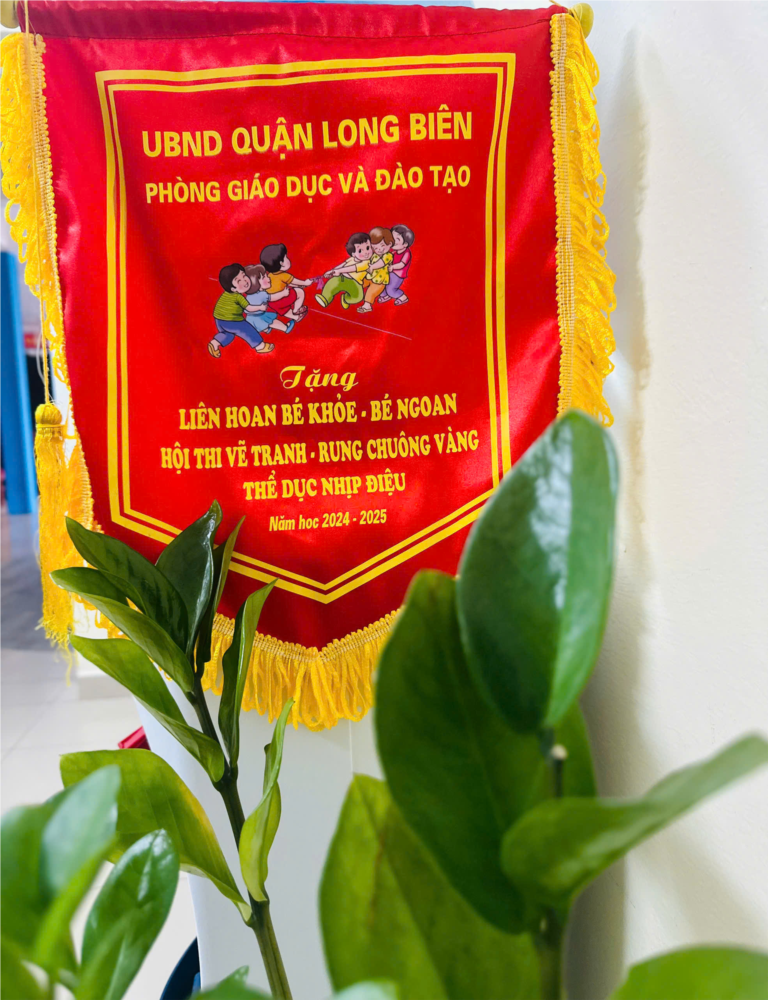 UBND QUẬN LONG BIÊN
PHÒNG GIÁO DỤC VÀ ĐÀO TẠO
Tặng
LIÊN HOAN BÉ KHỎE - BÉ NGOAN
HỘI THI VẼ TRANH - RUNG CHUÔNG VÀNG
THỂ DỤC NHỊP ĐIỆU
Năm học 2024 - 2025